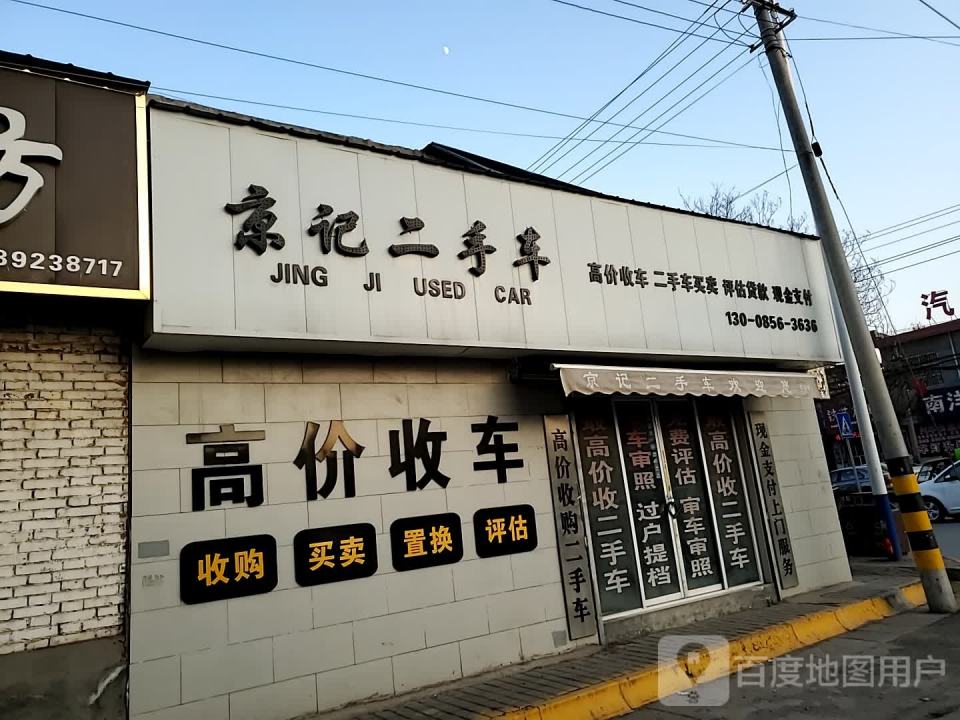 89238717
京记二手车
JING JI USED CAR
高价收车 二手车买卖 评估贷款 现金支付
130-0856-3636
京记二手车欢迎您
高价收车
收购 买卖 置换 评估
高价收购二手车
最高价收二手车
车审照 过户提档
费评估 审车审照
最高价收二手车
现金支付上门服务
汽
南洋
百度地图用户